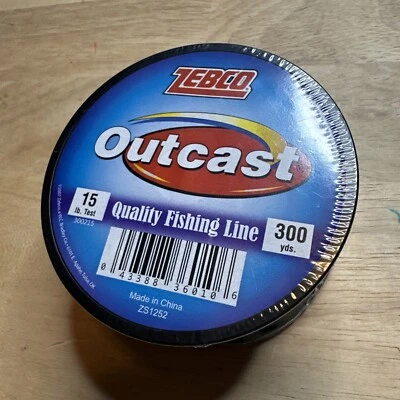 ZEBCO
Outcast
15
lb. Test
300215
Quality Fishing Line
300
yds.
0 43388 36010 6
Made in China
ZS1252